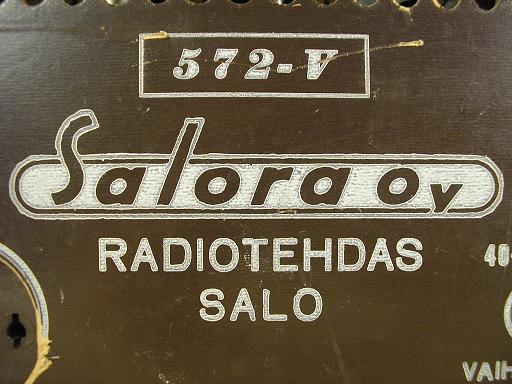 572-V
Salora oy
RADIOTEHDAS
SALO